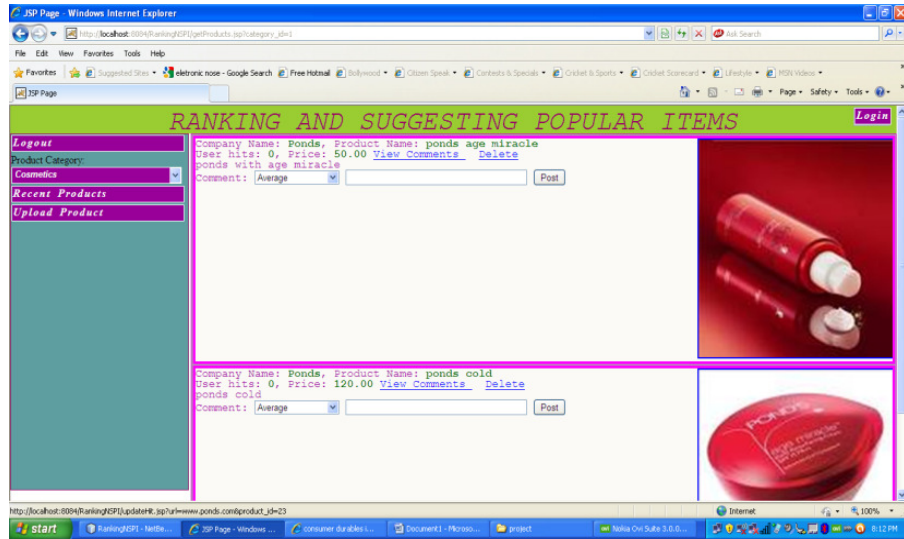 JSP Page - Windows Internet Explorer
http://localhost:8084/RankingNSPI/getProducts.jsp?category_id=1
Ask Search
File Edit View Favorites Tools Help
Favorites Suggested Sites eletronic nose - Google Search Free Hotmail Bollywood Citizen Speak Contests & Specials Cricket & Sports Cricket Scorecard Lifestyle MSN Videos
JSP Page
Page Safety Tools
RANKING AND SUGGESTING POPULAR ITEMS
Login
Logout
Product Category:
Cosmetics
Recent Products
Upload Product
Company Name: Ponds, Product Name: ponds age miracle
User hits: 0, Price: 50.00 View Comments Delete
ponds with age miracle
Comment: Average Post
Company Name: Ponds, Product Name: ponds cold
User hits: 0, Price: 120.00 View Comments Delete
ponds cold
Comment: Average Post
POND'S
age miracle
http://localhost:8084/RankingNSPI/updateHit.jsp?url=www.ponds.com&product_id=23
Internet 100%
start RankingNSPI - NetBe... JSP Page - Windows ... consumer durables i... Document1 - Microso... project Nokia Ovi Suite 3.0.0... 8:12 PM